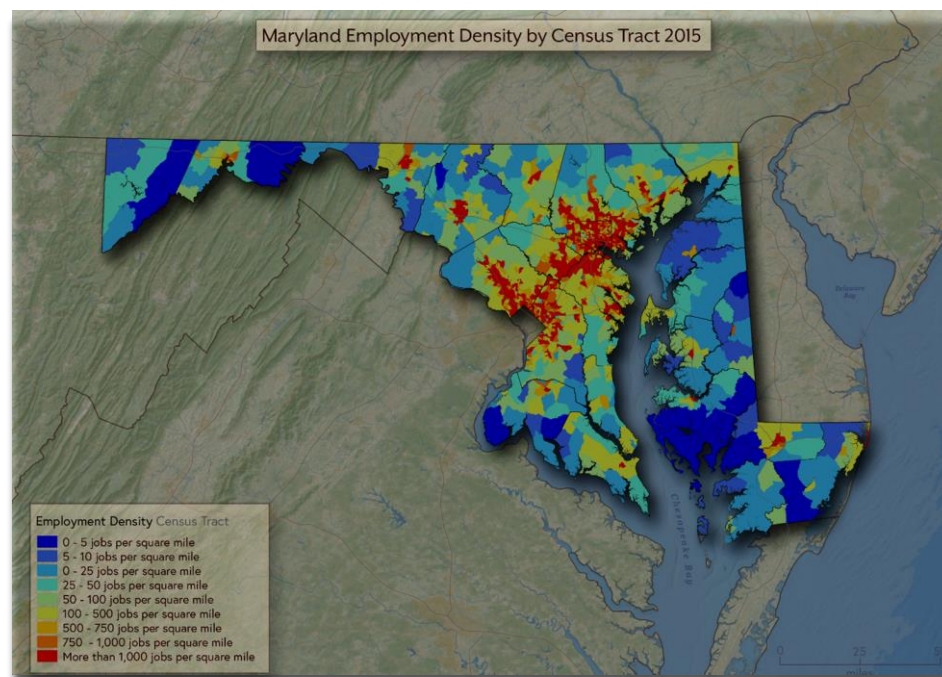 Maryland Employment Density by Census Tract 2015
Delaware
Bay
Chesapeake Bay
Employment Density Census Tract
0 - 5 jobs per square mile
5 - 10 jobs per square mile
0 - 25 jobs per square mile
25 - 50 jobs per square mile
50 - 100 jobs per square mile
100 - 500 jobs per square mile
500 - 750 jobs per square mile
750 - 1,000 jobs per square mile
More than 1,000 jobs per square mile
0 25
miles